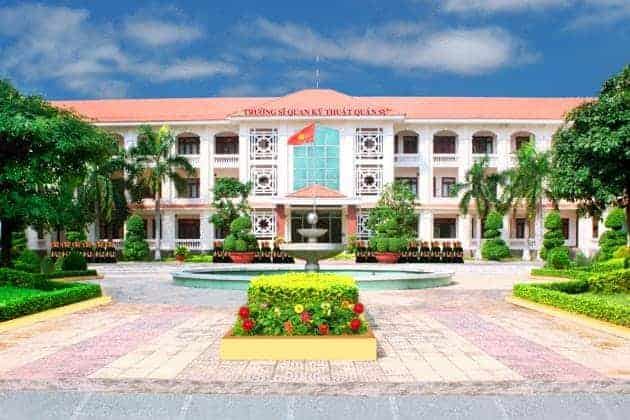 TRƯỜNG SĨ QUAN KỸ THUẬT QUÂN SỰ